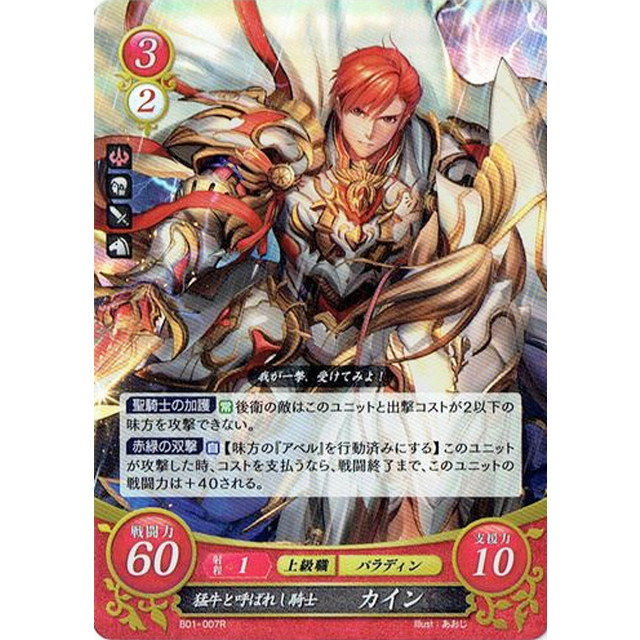 3
2
我が一撃、受けてみよ!
聖騎士の加護 常 後衛の敵はこのユニットと出撃コストが2以下の
味方を攻撃できない。
赤緑の双撃 自 【味方の『アベル』を行動済みにする】このユニット
が攻撃した時、コストを支払うなら、戦闘終了まで、このユニットの
戦闘力は+40される。
戦闘力
60
射程 1 上級職 パラディン
支援力
10
猛牛と呼ばれし騎士 カイン
B01-007R Illust:あおじ